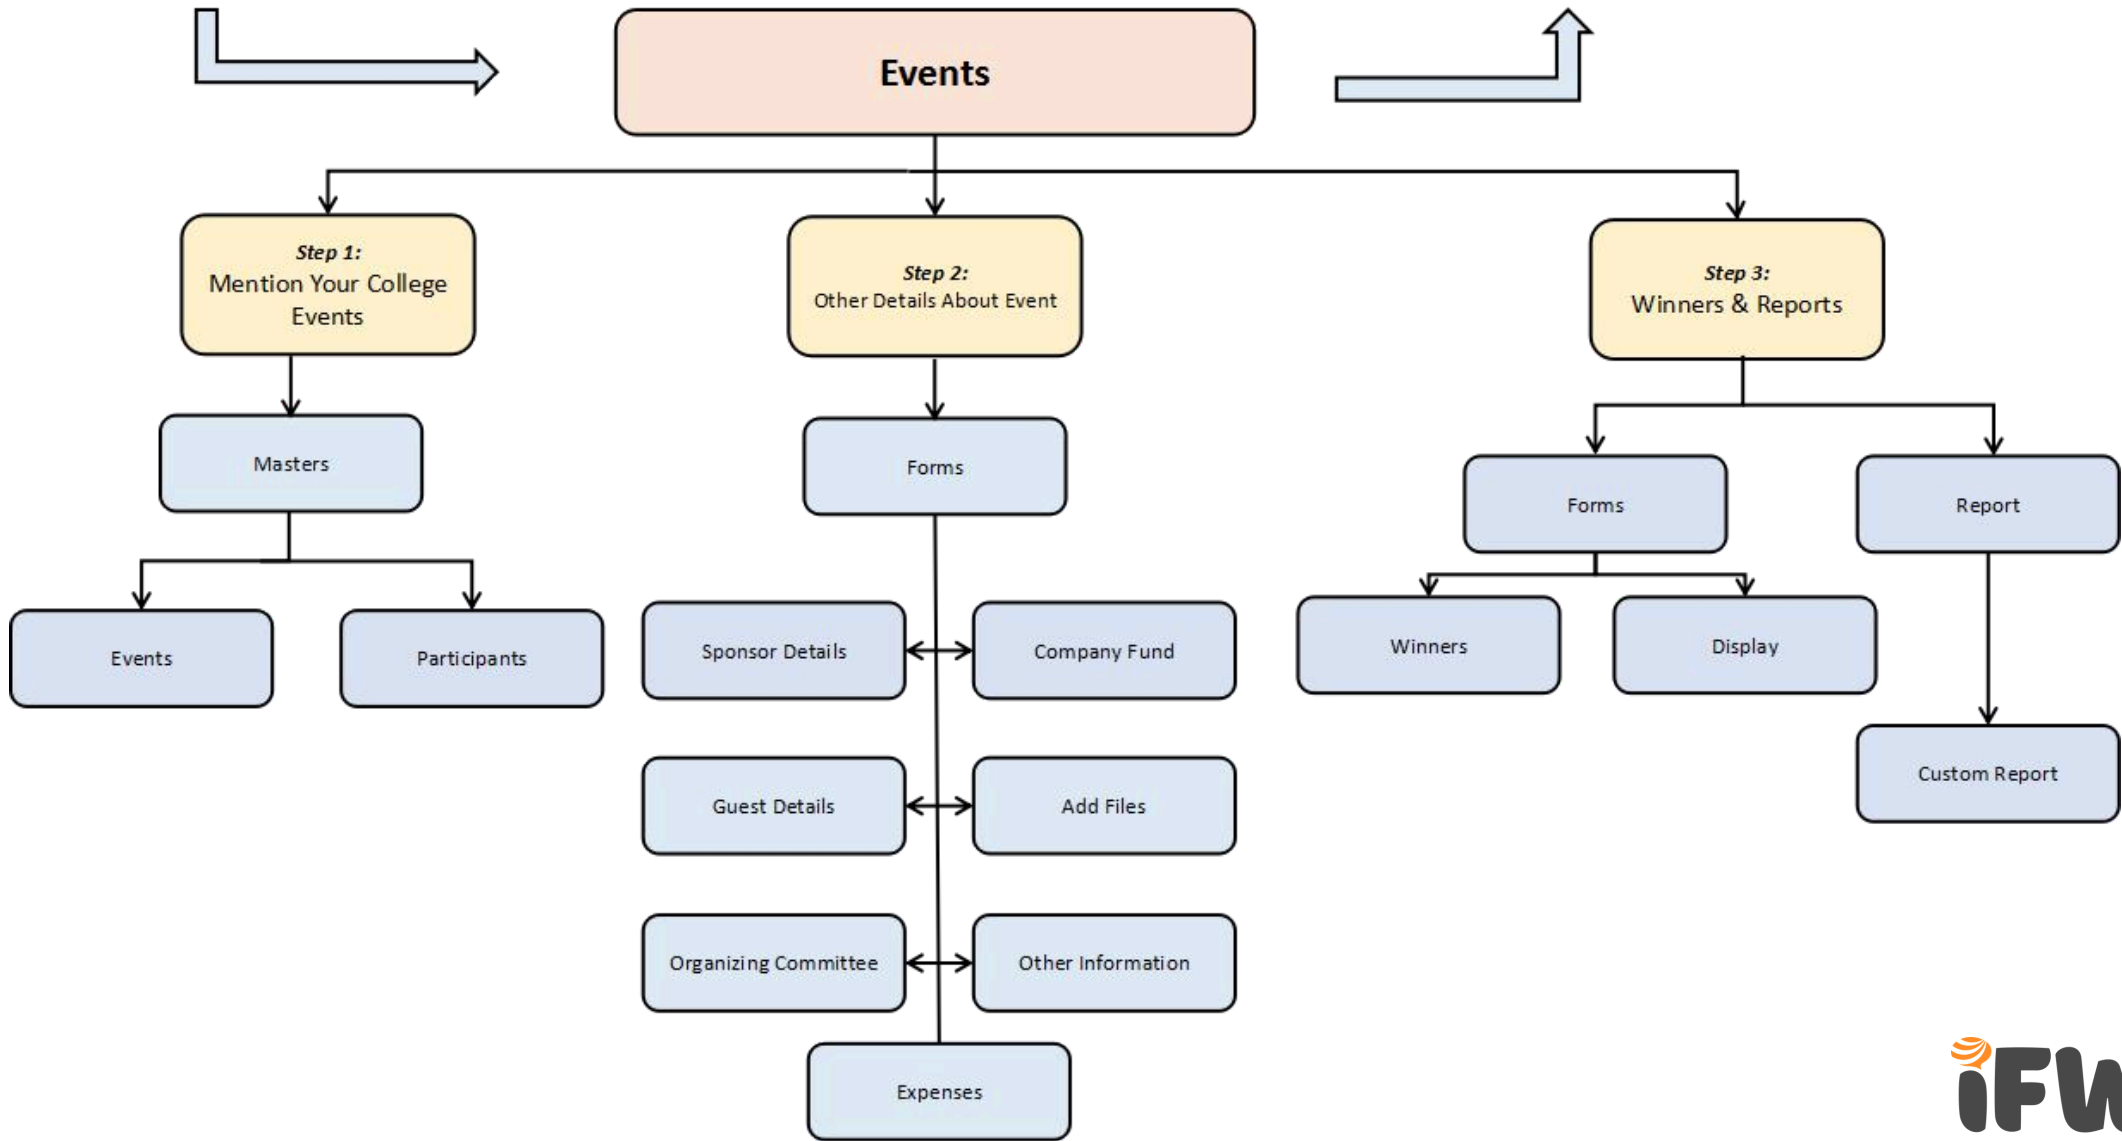 Events
Step 1:
Mention Your College
Events
Step 2:
Other Details About Event
Step 3:
Winners & Reports
Masters
Forms
Forms
Report
Events
Participants
Sponsor Details
Company Fund
Winners
Display
Guest Details
Add Files
Custom Report
Organizing Committee
Other Information
Expenses